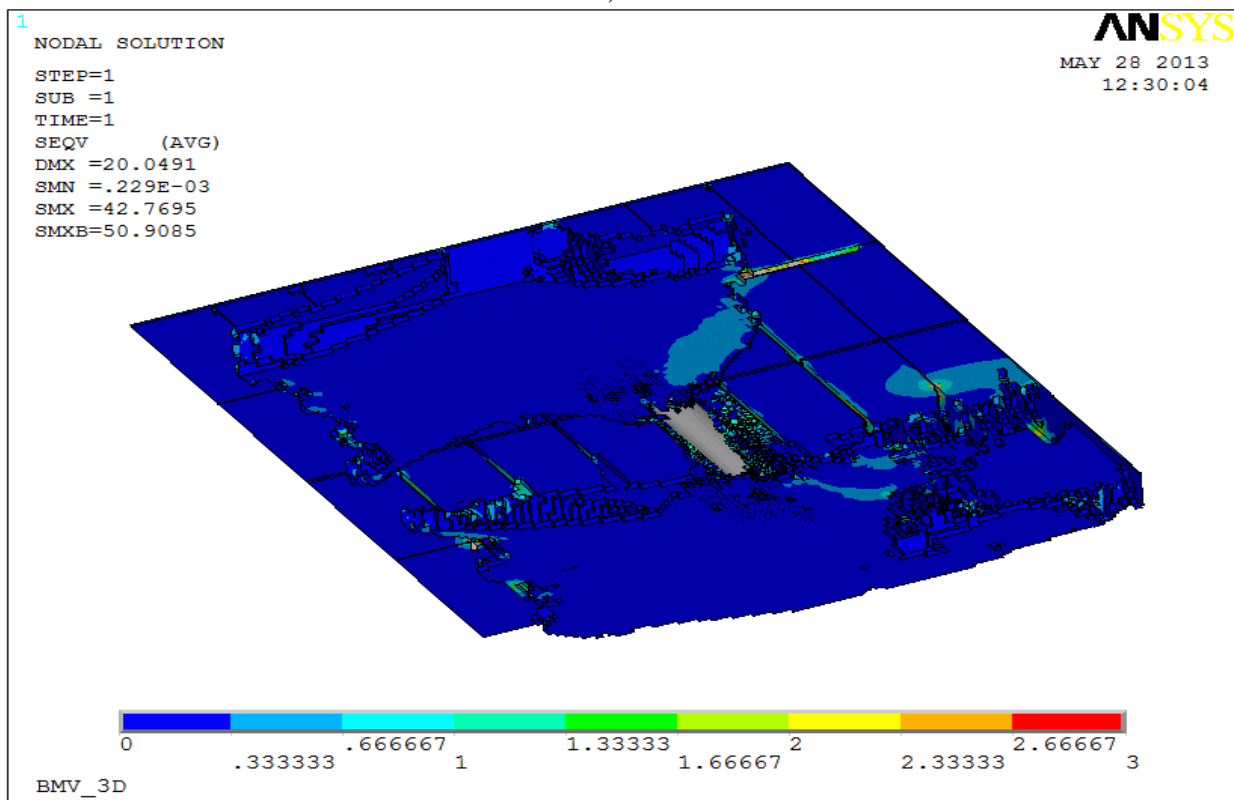 1
ANSYS
NODAL SOLUTION
MAY 28 2013
12:30:04
STEP=1
SUB =1
TIME=1
SEQV (AVG)
DMX =20.0491
SMN =.229E-03
SMX =42.7695
SMXB=50.9085
0 .666667 1.33333 2 2.66667
.333333 1 1.66667 2.33333 3
BMV_3D